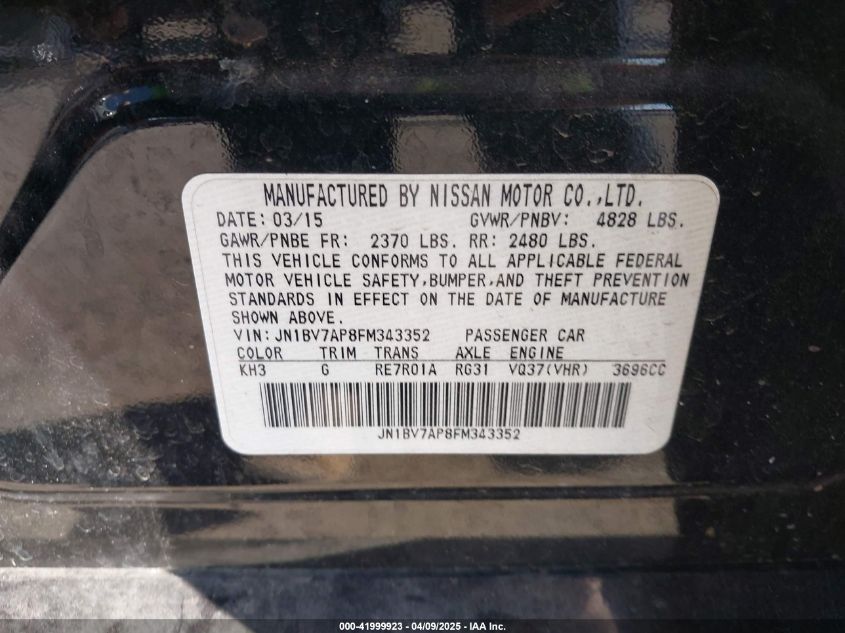 MANUFACTURED BY NISSAN MOTOR CO.,LTD.
DATE: 03/15 GVWR/PNBV: 4828 LBS.
GAWR/PNBE FR: 2370 LBS. RR: 2480 LBS.
THIS VEHICLE CONFORMS TO ALL APPLICABLE FEDERAL
MOTOR VEHICLE SAFETY,BUMPER,AND THEFT PREVENTION
STANDARDS IN EFFECT ON THE DATE OF MANUFACTURE
SHOWN ABOVE.
VIN: JN1BV7AP8FM343352 PASSENGER CAR
COLOR TRIM TRANS AXLE ENGINE
KH3 G RE7R01A RG31 VQ37(VHR) 3696CC
JN1BV7AP8FM343352
000-41999923 - 04/09/2025 - IAA Inc.